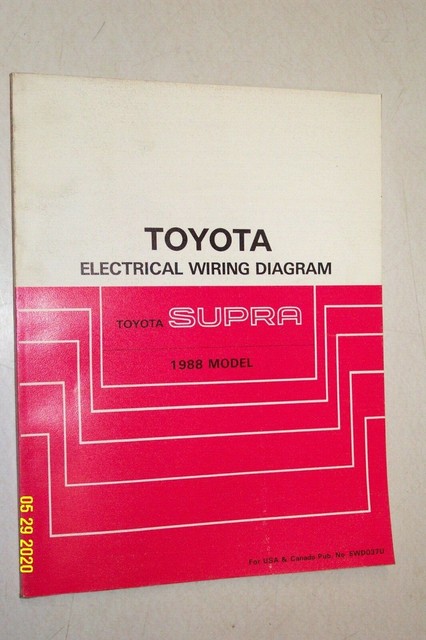 TOYOTA
ELECTRICAL WIRING DIAGRAM
TOYOTA SUPRA
1988 MODEL
For USA & Canada Pub. No. EWD037U
05 29 2020